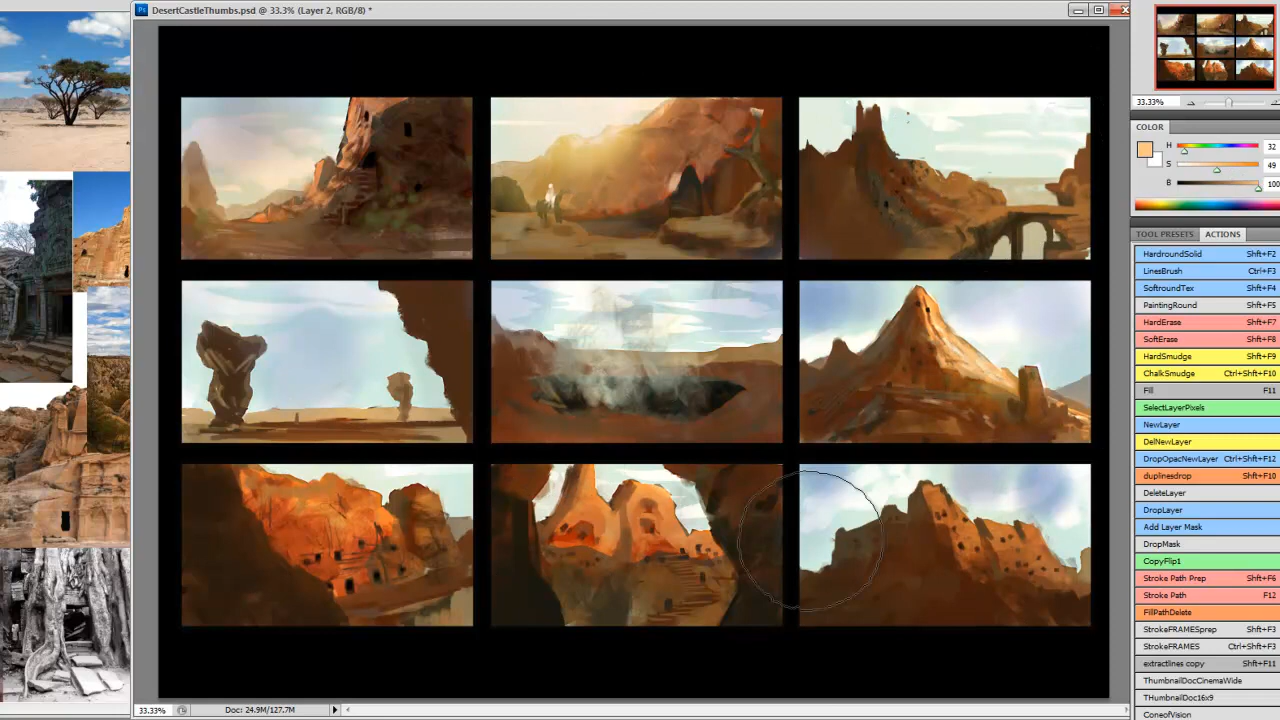 Ps DesertCastleThumbs.psd @ 33.3% (Layer 2, RGB/8) *
33.33%
COLOR
H 32
S 49
B 100
TOOL PRESETS ACTIONS
HardroundSolid Shft+F2
LinesBrush Ctrl+F3
SoftroundTex Shft+F4
PaintingRound Shft+F5
HardErase Shft+F7
SoftErase Shft+F8
HardSmudge Shft+F9
ChalkSmudge Ctrl+Shft+F10
Fill F11
SelectLayerPixels
NewLayer
DelNewLayer
DropOpacNewLayer Ctrl+Shft+F12
duplinesdrop Shft+F10
DeleteLayer
DropLayer
Add Layer Mask
DropMask
CopyFlip1
Stroke Path Prep Shft+F6
Stroke Path F12
FillPathDelete
StrokeFRAMESprep Shft+F3
StrokeFRAMES Ctrl+Shft+F3
extractlines copy Shft+F11
ThumbnailDocCinemaWide
THumbnailDoc16x9
ConeofVision
33.33% Doc: 24.9M/127.7M